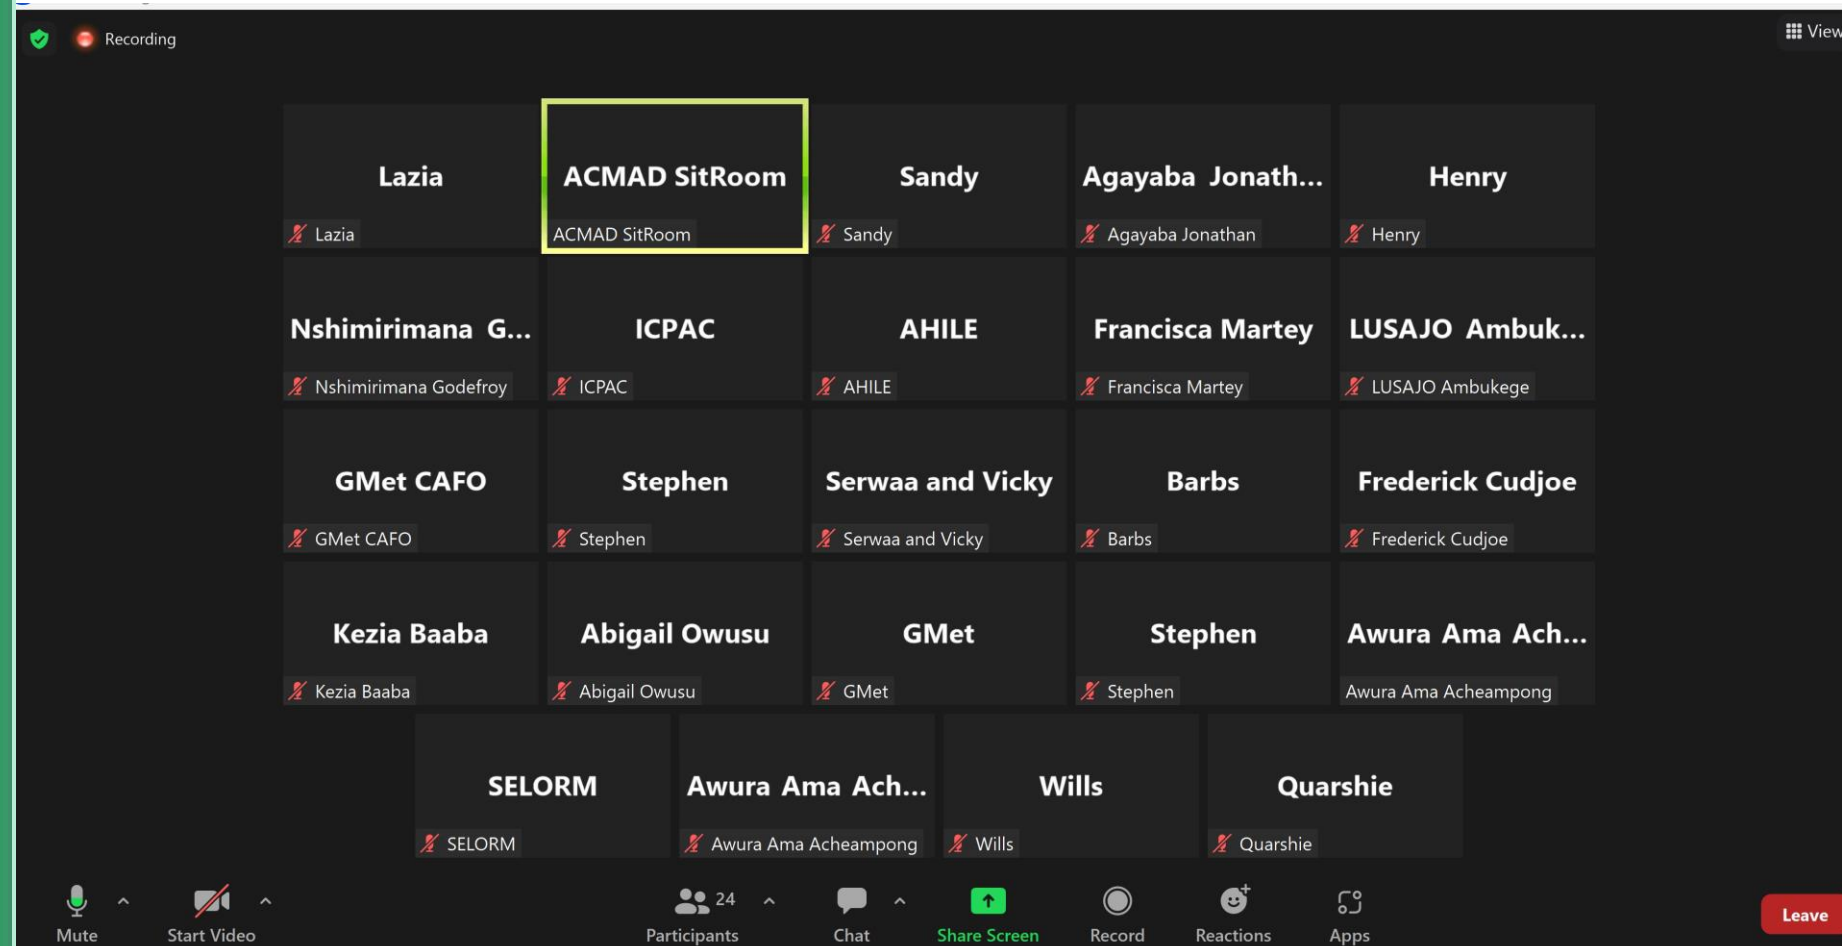 Recording
View
Lazia
ACMAD SitRoom
Sandy
Agayaba Jonath...
Henry
Lazia
ACMAD SitRoom
Sandy
Agayaba Jonathan
Henry
Nshimirimana G...
ICPAC
AHILE
Francisca Martey
LUSAJO Ambuk...
Nshimirimana Godefroy
ICPAC
AHILE
Francisca Martey
LUSAJO Ambukege
GMet CAFO
Stephen
Serwaa and Vicky
Barbs
Frederick Cudjoe
GMet CAFO
Stephen
Serwaa and Vicky
Barbs
Frederick Cudjoe
Kezia Baaba
Abigail Owusu
GMet
Stephen
Awura Ama Ach...
Kezia Baaba
Abigail Owusu
GMet
Stephen
Awura Ama Acheampong
SELORM
Awura Ama Ach...
Wills
Quarshie
SELORM
Awura Ama Acheampong
Wills
Quarshie
24
Mute
Start Video
Participants
Chat
Share Screen
Record
Reactions
Apps
Leave